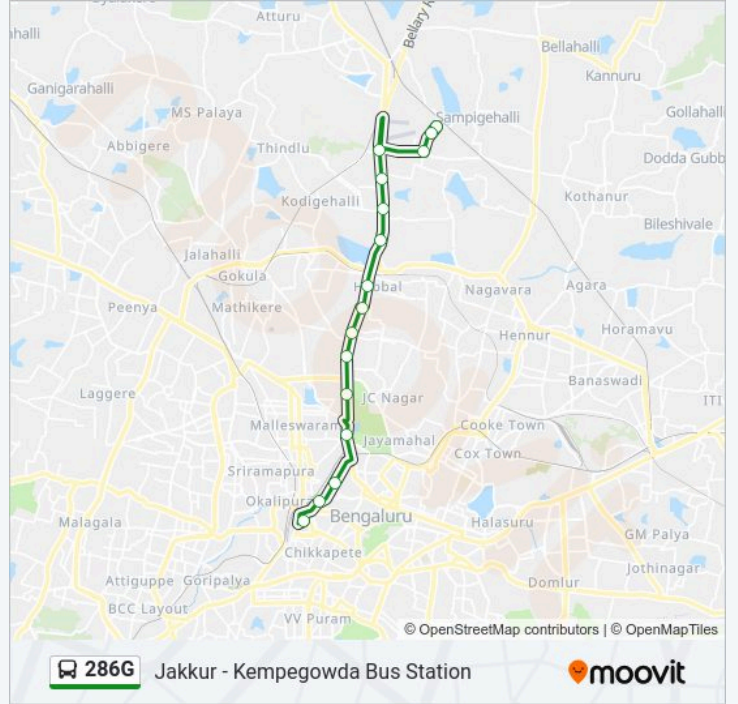 Atturu
Bellary R
ahalli
Bellahalli
Kannuru
Ganigarahalli
MS Palaya
Sampigehalli
Gollahall
Abbigere
Thindlu
Dodda Gubb
Kodigehalli
Kothanur
Bileshivale
Jalahalli
Gokula
Nagavara
Agara
Peenya
Mathikere
Hennur
Horamavu
Banaswadi
Laggere
JC Nagar
ITI
Malleswaram
Cooke Town
Jayamahal
Cox Town
Sriramapura
Okalipura
Bengaluru
Malagala
Halasuru
GM Palya
Chikkapete
Jothinagar
Attiguppe
Goripalya
Domlur
BCC Layout
VV Puram
© OpenStreetMap contributors | © OpenMapTiles
286G Jakkur - Kempegowda Bus Station
moovit